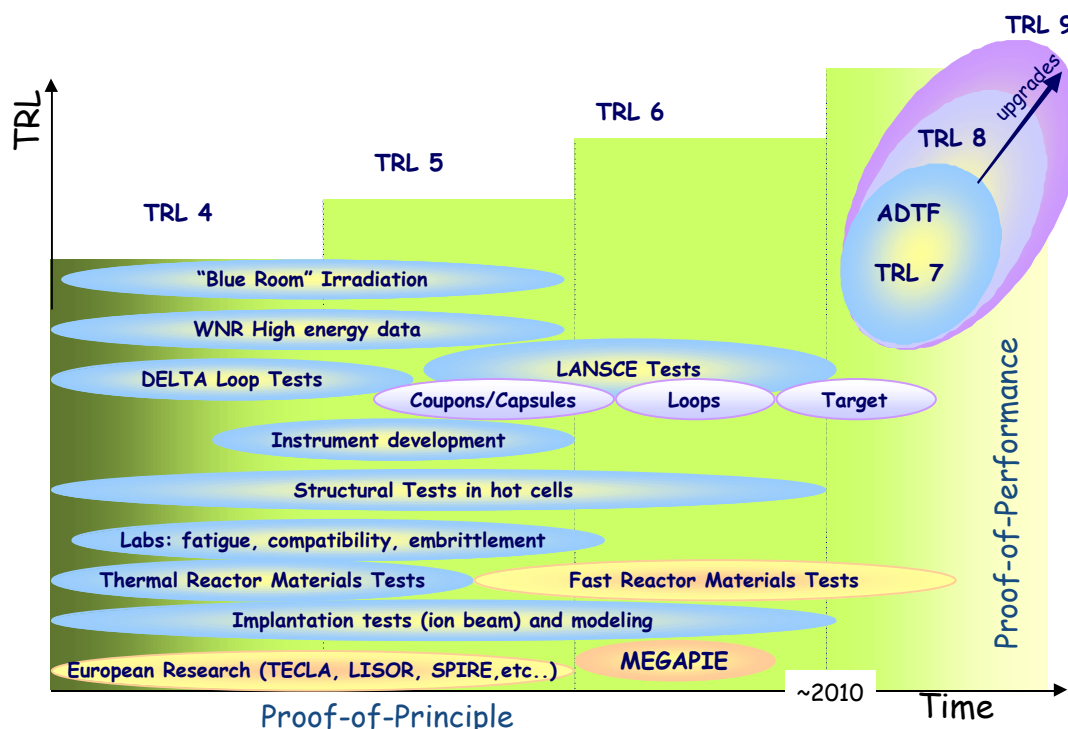 TRL 9
upgrades
TRL
TRL 6
TRL 8
TRL 5
TRL 4
ADTF
TRL 7
“Blue Room” Irradiation
WNR High energy data
LANSCE Tests
DELTA Loop Tests
Coupons/Capsules
Loops
Target
Instrument development
Structural Tests in hot cells
Labs: fatigue, compatibility, embrittlement
Thermal Reactor Materials Tests
Fast Reactor Materials Tests
Implantation tests (ion beam) and modeling
European Research (TECLA, LISOR, SPIRE,etc..)
MEGAPIE
Proof-of-Performance
~2010
Time
Proof-of-Principle